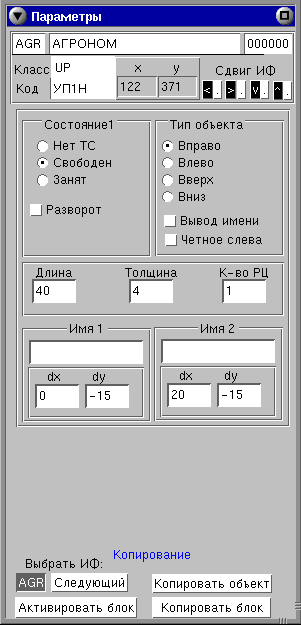 Параметры
AGR АГРОНОМ 000000
Класс UP x y Сдвиг ИФ
Код УП1Н 122 371 < . > . v . ^ .
Состояние1 Тип объекта
Нет ТС Вправо
Свободен Влево
Занят Вверх
Вниз
Разворот Вывод имени
Четное слева
Длина Толщина К-во РЦ
40 4 1
Имя 1 Имя 2
dx dy dx dy
0 -15 20 -15
Копирование
Выбрать ИФ:
AGR Следующий Копировать объект
Активировать блок Копировать блок